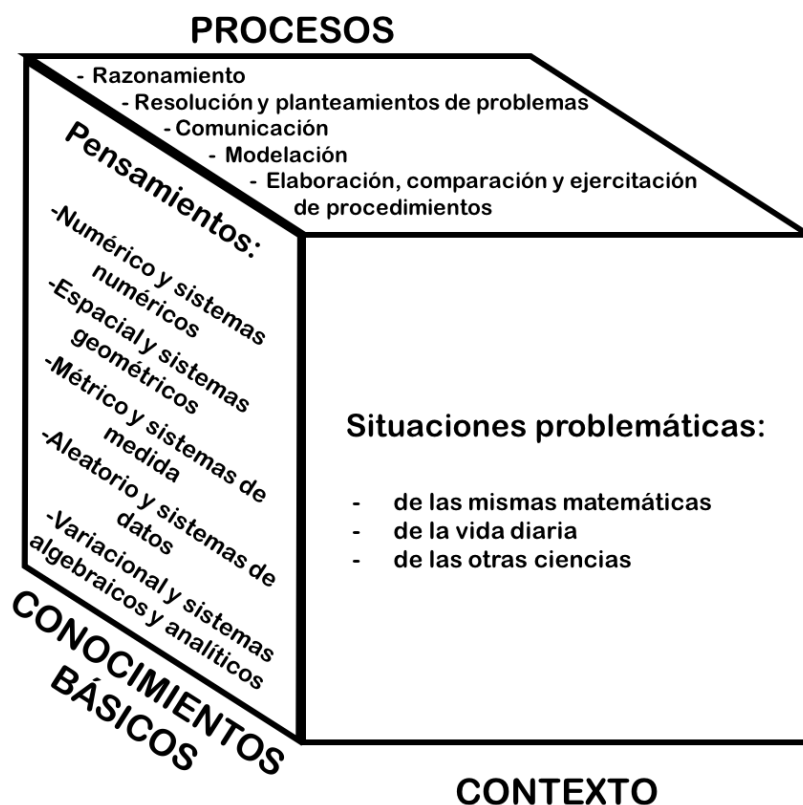 PROCESOS
- Razonamiento
- Resolución y planteamientos de problemas
- Comunicación
- Modelación
- Elaboración, comparación y ejercitación
de procedimientos
Pensamientos:
-Numérico y sistemas
numéricos
-Espacial y sistemas
geométricos
-Métrico y sistemas de
medida
-Aleatorio y sistemas de
datos
-Variacional y sistemas
algebraicos y analíticos
CONOCIMIENTOS
BÁSICOS
Situaciones problemáticas:
- de las mismas matemáticas
- de la vida diaria
- de las otras ciencias
CONTEXTO